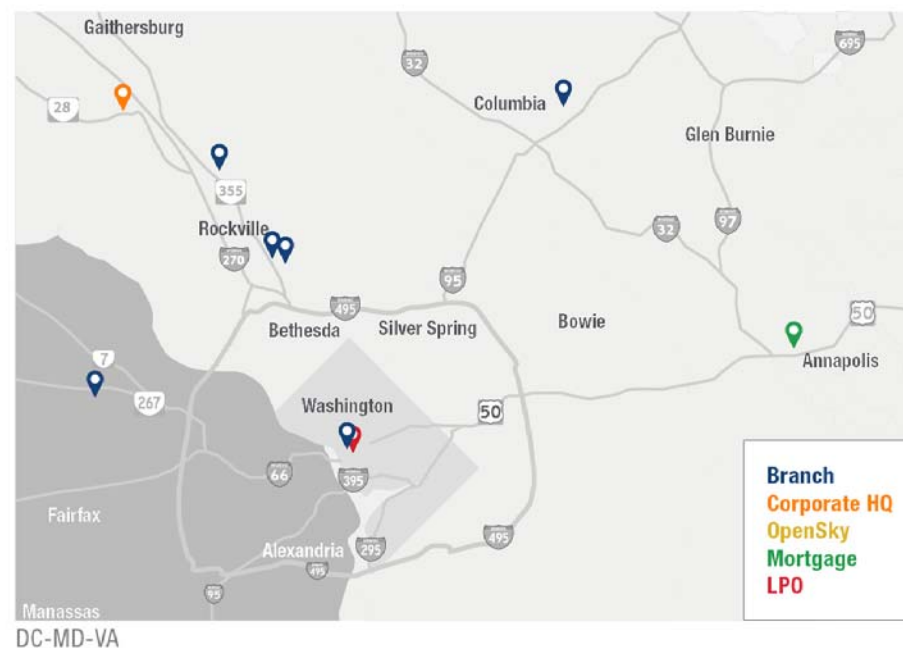 Gaithersburg
695
32
28
Columbia
Glen Burnie
355
Rockville
32
97
270
95
495
Bethesda
Silver Spring
Bowie
50
Annapolis
7
267
Washington
50
66
395
Branch
Corporate HQ
OpenSky
Mortgage
LPO
Fairfax
Alexandria
295
495
495
95
Manassas
DC-MD-VA